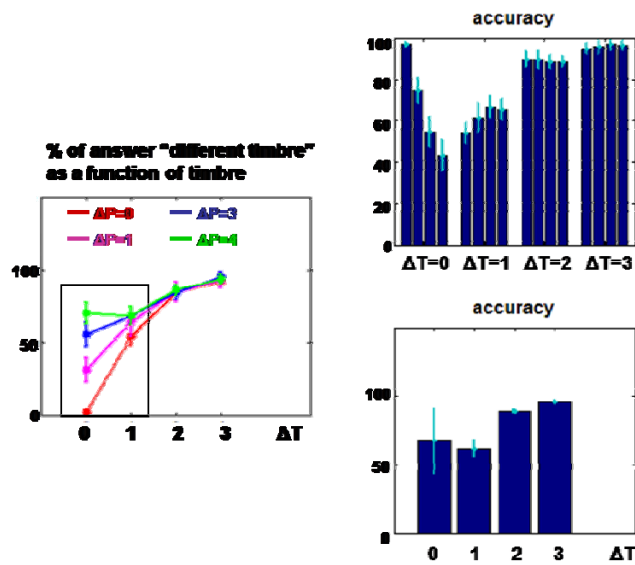 % of answer "different timbre"
as a function of timbre
ΔP=0 ΔP=3
ΔP=1 ΔP=4
100
50
0
0 1 2 3 ΔT
accuracy
100
80
60
40
20
0
ΔT=0 ΔT=1 ΔT=2 ΔT=3
accuracy
100
50
0
0 1 2 3 ΔT